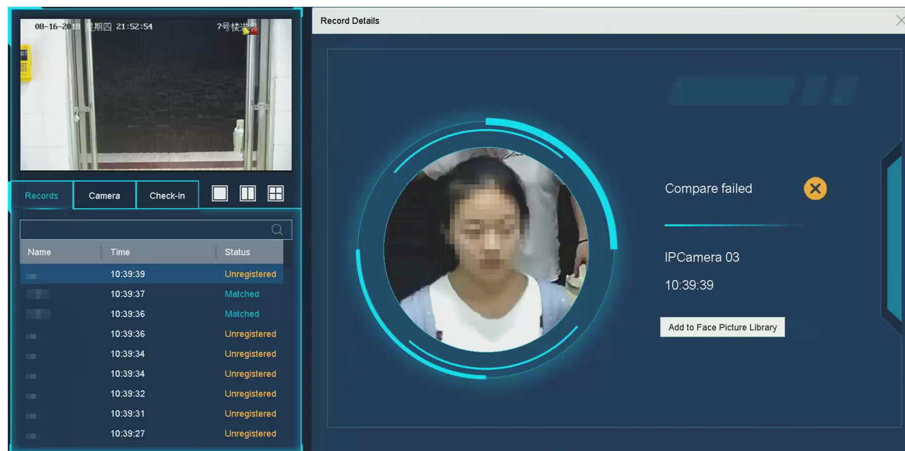 Record Details
08-16-2018 星期四 21:52:54
Compare failed
Records Camera Check-in
IPCamera 03
10:39:39
Add to Face Picture Library
Name Time Status
10:39:39 Unregistered
10:39:37 Matched
10:39:36 Matched
10:39:36 Unregistered
10:39:34 Unregistered
10:39:34 Unregistered
10:39:32 Unregistered
10:39:31 Unregistered
10:39:27 Unregistered